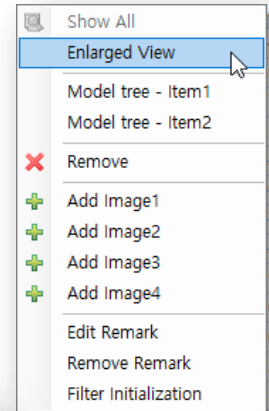 Show All
Enlarged View
Model tree - Item1
Model tree - Item2
Remove
Add Image1
Add Image2
Add Image3
Add Image4
Edit Remark
Remove Remark
Filter Initialization